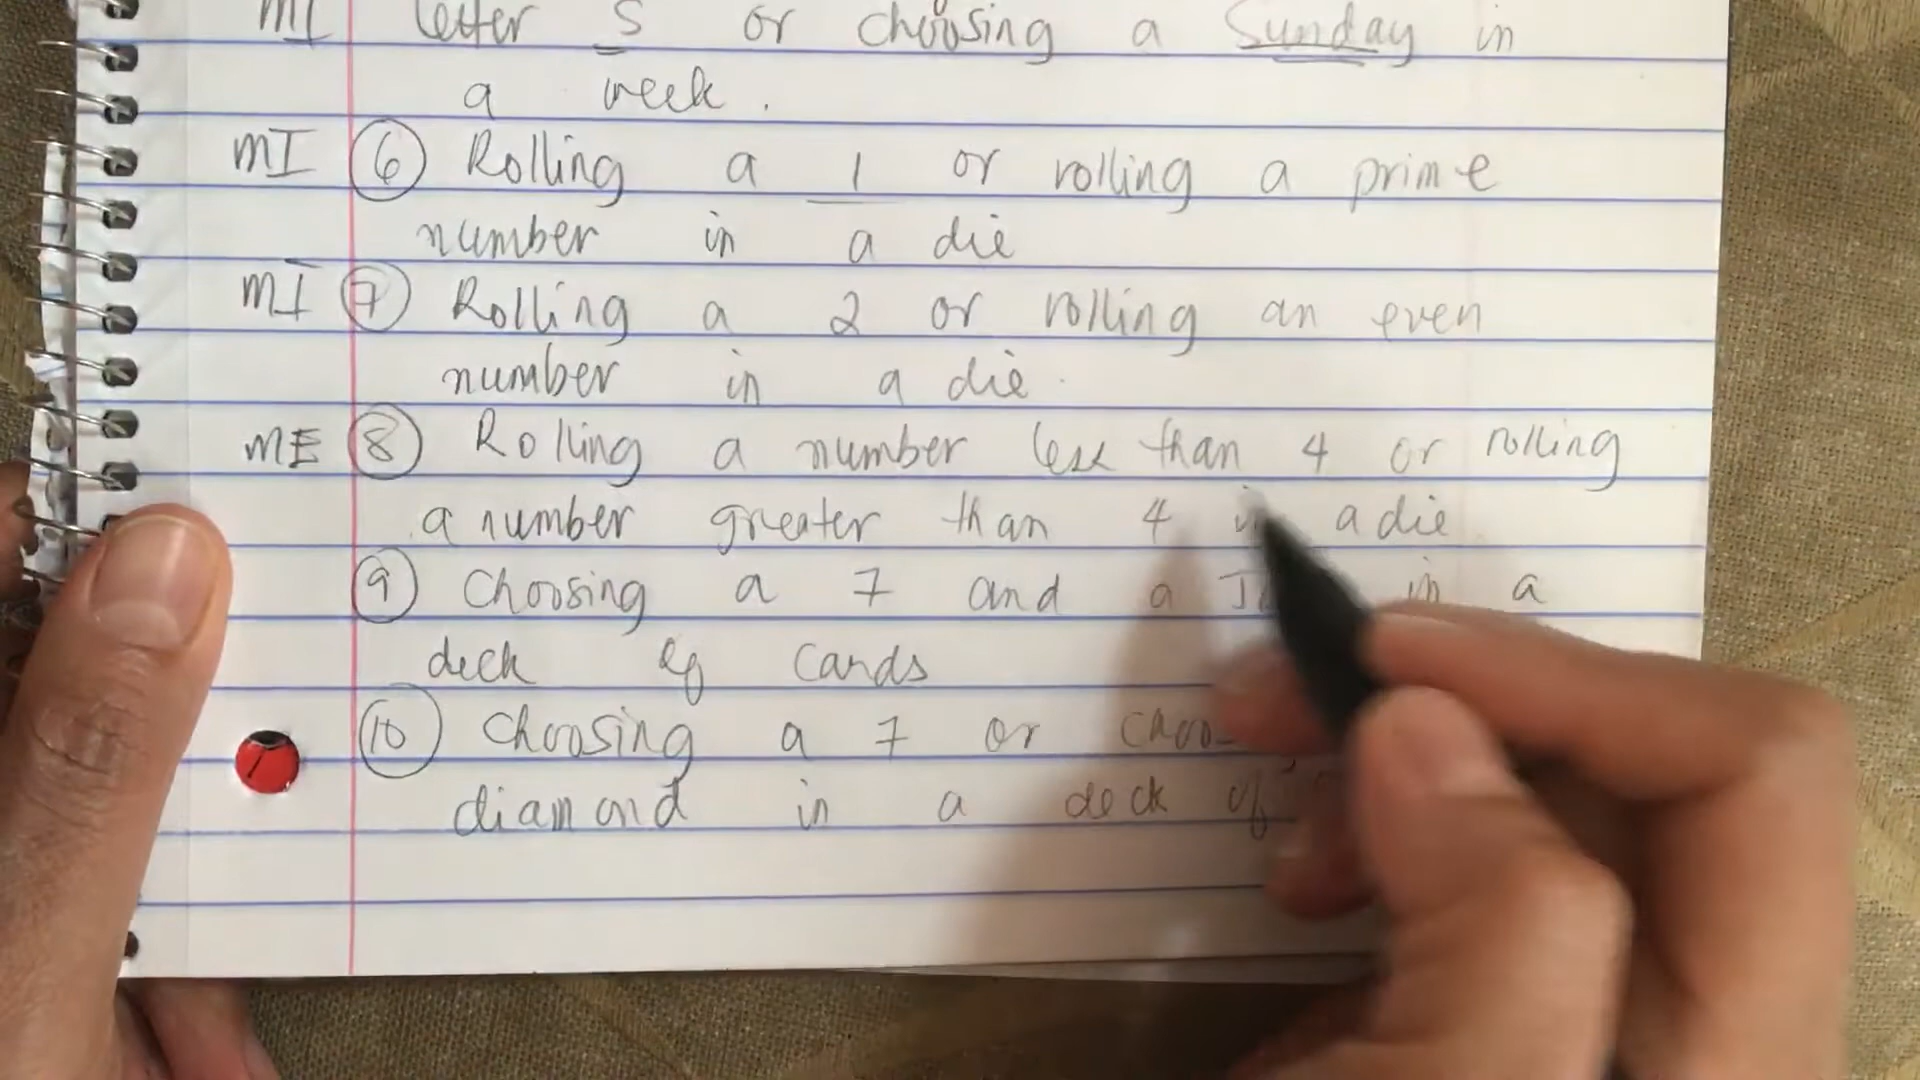 MI letter S or choosing a Sunday in
a week.
MI 6 Rolling a 1 or rolling a prime
number in a die
MI 7 Rolling a 2 or rolling an even
number in a die.
ME 8 Rolling a number less than 4 or rolling
a number greater than 4 in a die.
9 Choosing a 7 and a in a
deck of cards
10 Choosing a 7 or
diamond in a deck of